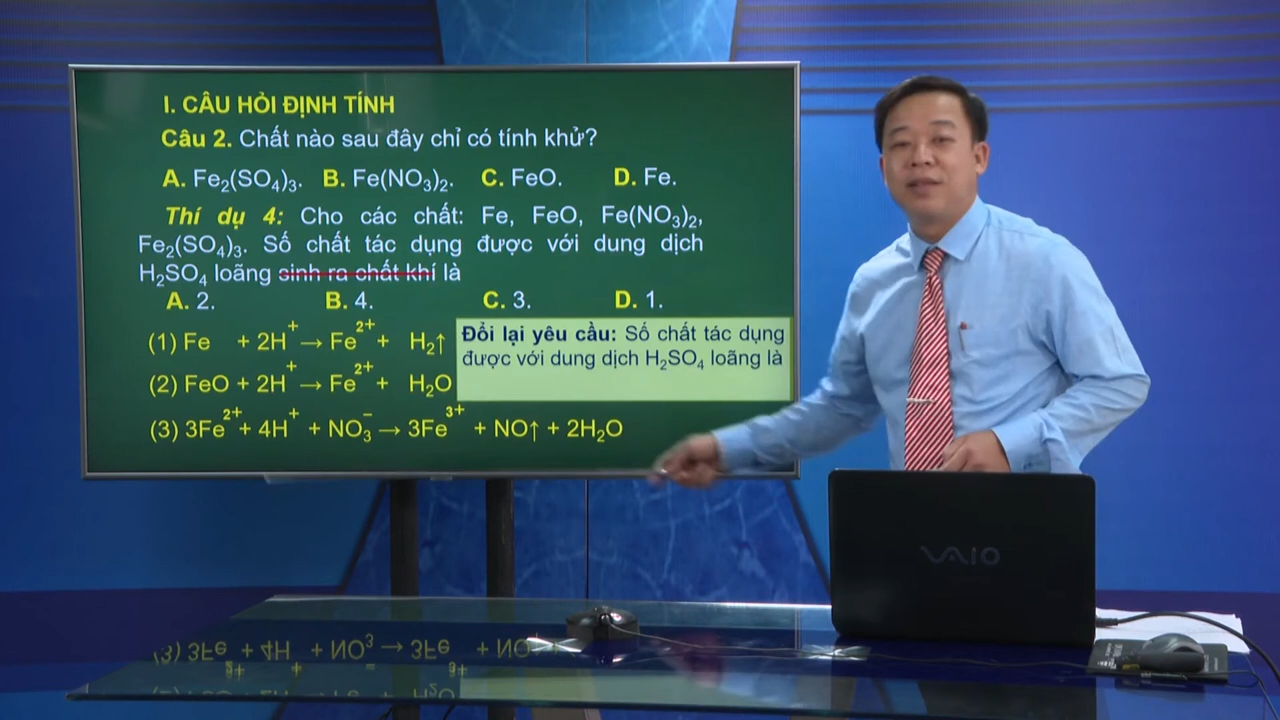 I. CÂU HỎI ĐỊNH TÍNH
Câu 2. Chất nào sau đây chỉ có tính khử?
A. Fe₂(SO₄)₃. B. Fe(NO₃)₂. C. FeO. D. Fe.
Thí dụ 4: Cho các chất: Fe, FeO, Fe(NO₃)₂,
Fe₂(SO₄)₃. Số chất tác dụng được với dung dịch
H₂SO₄ loãng sinh ra chất khí là
A. 2. B. 4. C. 3. D. 1.
(1) Fe + 2H⁺ → Fe²⁺ + H₂↑
(2) FeO + 2H⁺ → Fe²⁺ + H₂O
(3) 3Fe²⁺ + 4H⁺ + NO₃⁻ → 3Fe³⁺ + NO↑ + 2H₂O
Đổi lại yêu cầu: Số chất tác dụng
được với dung dịch H₂SO₄ loãng là
VAIO